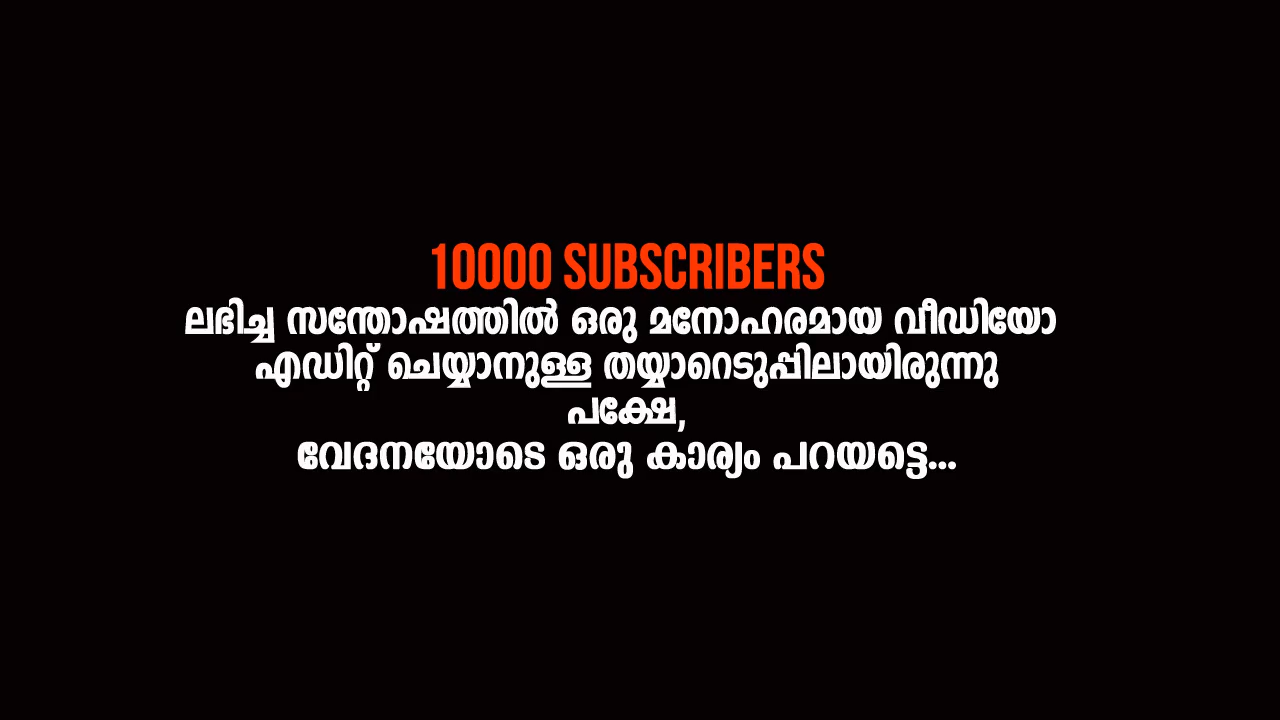 10000 SUBSCRIBERS
ലഭിച്ച സന്തോഷത്തിൽ ഒരു മനോഹരമായ വീഡിയോ
എഡിറ്റ് ചെയ്യാനുള്ള തയ്യാറെടുപ്പിലായിരുന്നു
പക്ഷേ,
വേദനയോടെ ഒരു കാര്യം പറയട്ടെ...